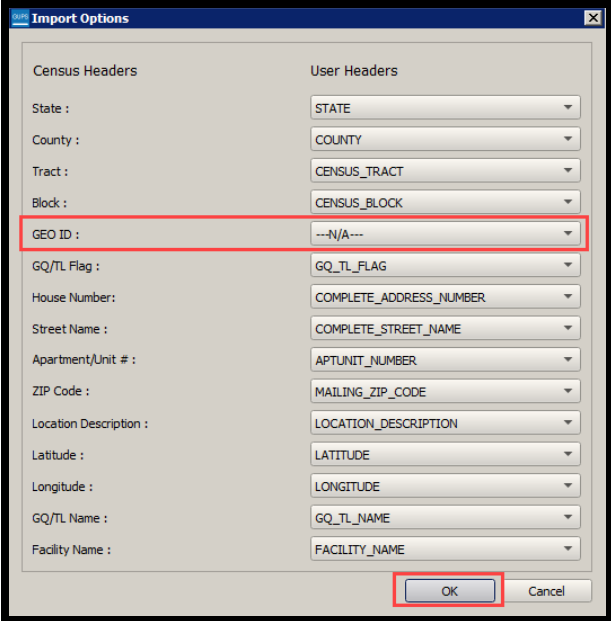 GUPS Import Options
Census Headers User Headers
State : STATE
County : COUNTY
Tract : CENSUS_TRACT
Block : CENSUS_BLOCK
GEO ID : ---N/A---
GQ/TL Flag : GQ_TL_FLAG
House Number: COMPLETE_ADDRESS_NUMBER
Street Name : COMPLETE_STREET_NAME
Apartment/Unit # : APTUNIT_NUMBER
ZIP Code : MAILING_ZIP_CODE
Location Description : LOCATION_DESCRIPTION
Latitude : LATITUDE
Longitude : LONGITUDE
GQ/TL Name : GQ_TL_NAME
Facility Name : FACILITY_NAME
OK Cancel